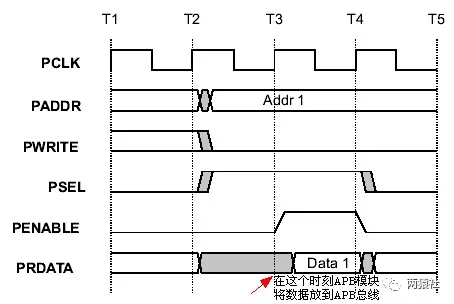 T1 T2 T3 T4 T5
PCLK
PADDR Addr 1
PWRITE
PSEL
PENABLE
PRDATA Data 1
在这个时刻APB模块
将数据放到APB总线
两猿社